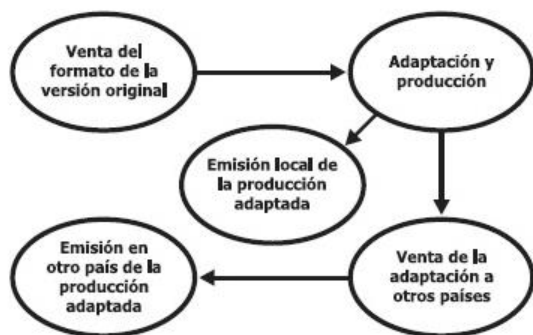 Venta del
formato de la
versión original
Adaptación y
producción
Emisión local de
la producción
adaptada
Emisión en
otro país de la
producción
adaptada
Venta de la
adaptación a
otros países